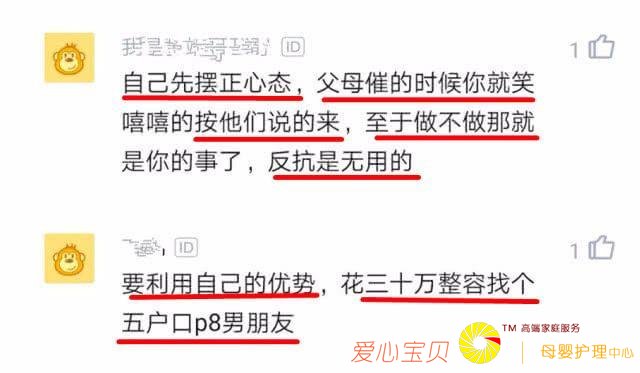 ID
1
自己先摆正心态，父母催的时候你就笑
嘻嘻的按他们说的来，至于做不做那就
是你的事了，反抗是无用的
ID
1
要利用自己的优势，花三十万整容找个
五户口p8男朋友
爱心宝贝
TM 高端家庭服务
母婴护理中心